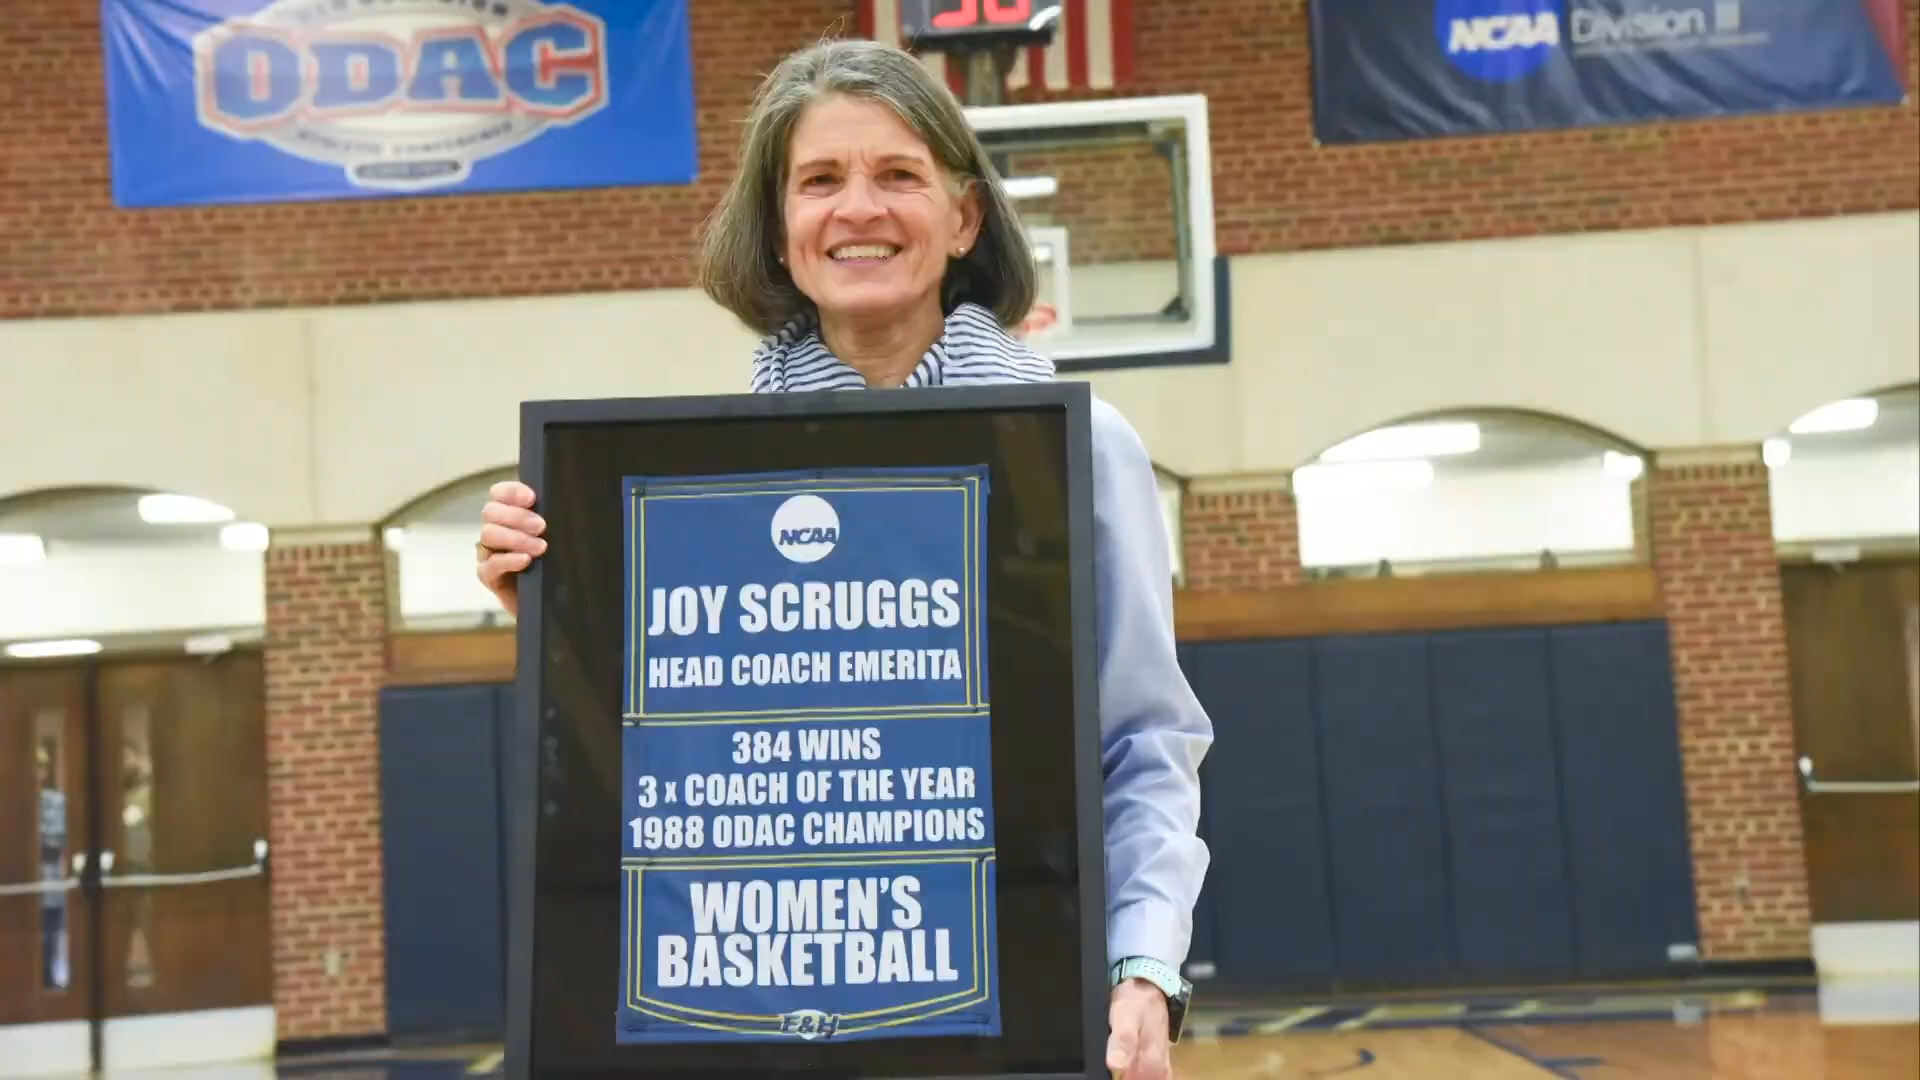 ODAC
NCAA Division III
NCAA
JOY SCRUGGS
HEAD COACH EMERITA
384 WINS
3 x COACH OF THE YEAR
1988 ODAC CHAMPIONS
WOMEN'S
BASKETBALL
E&H